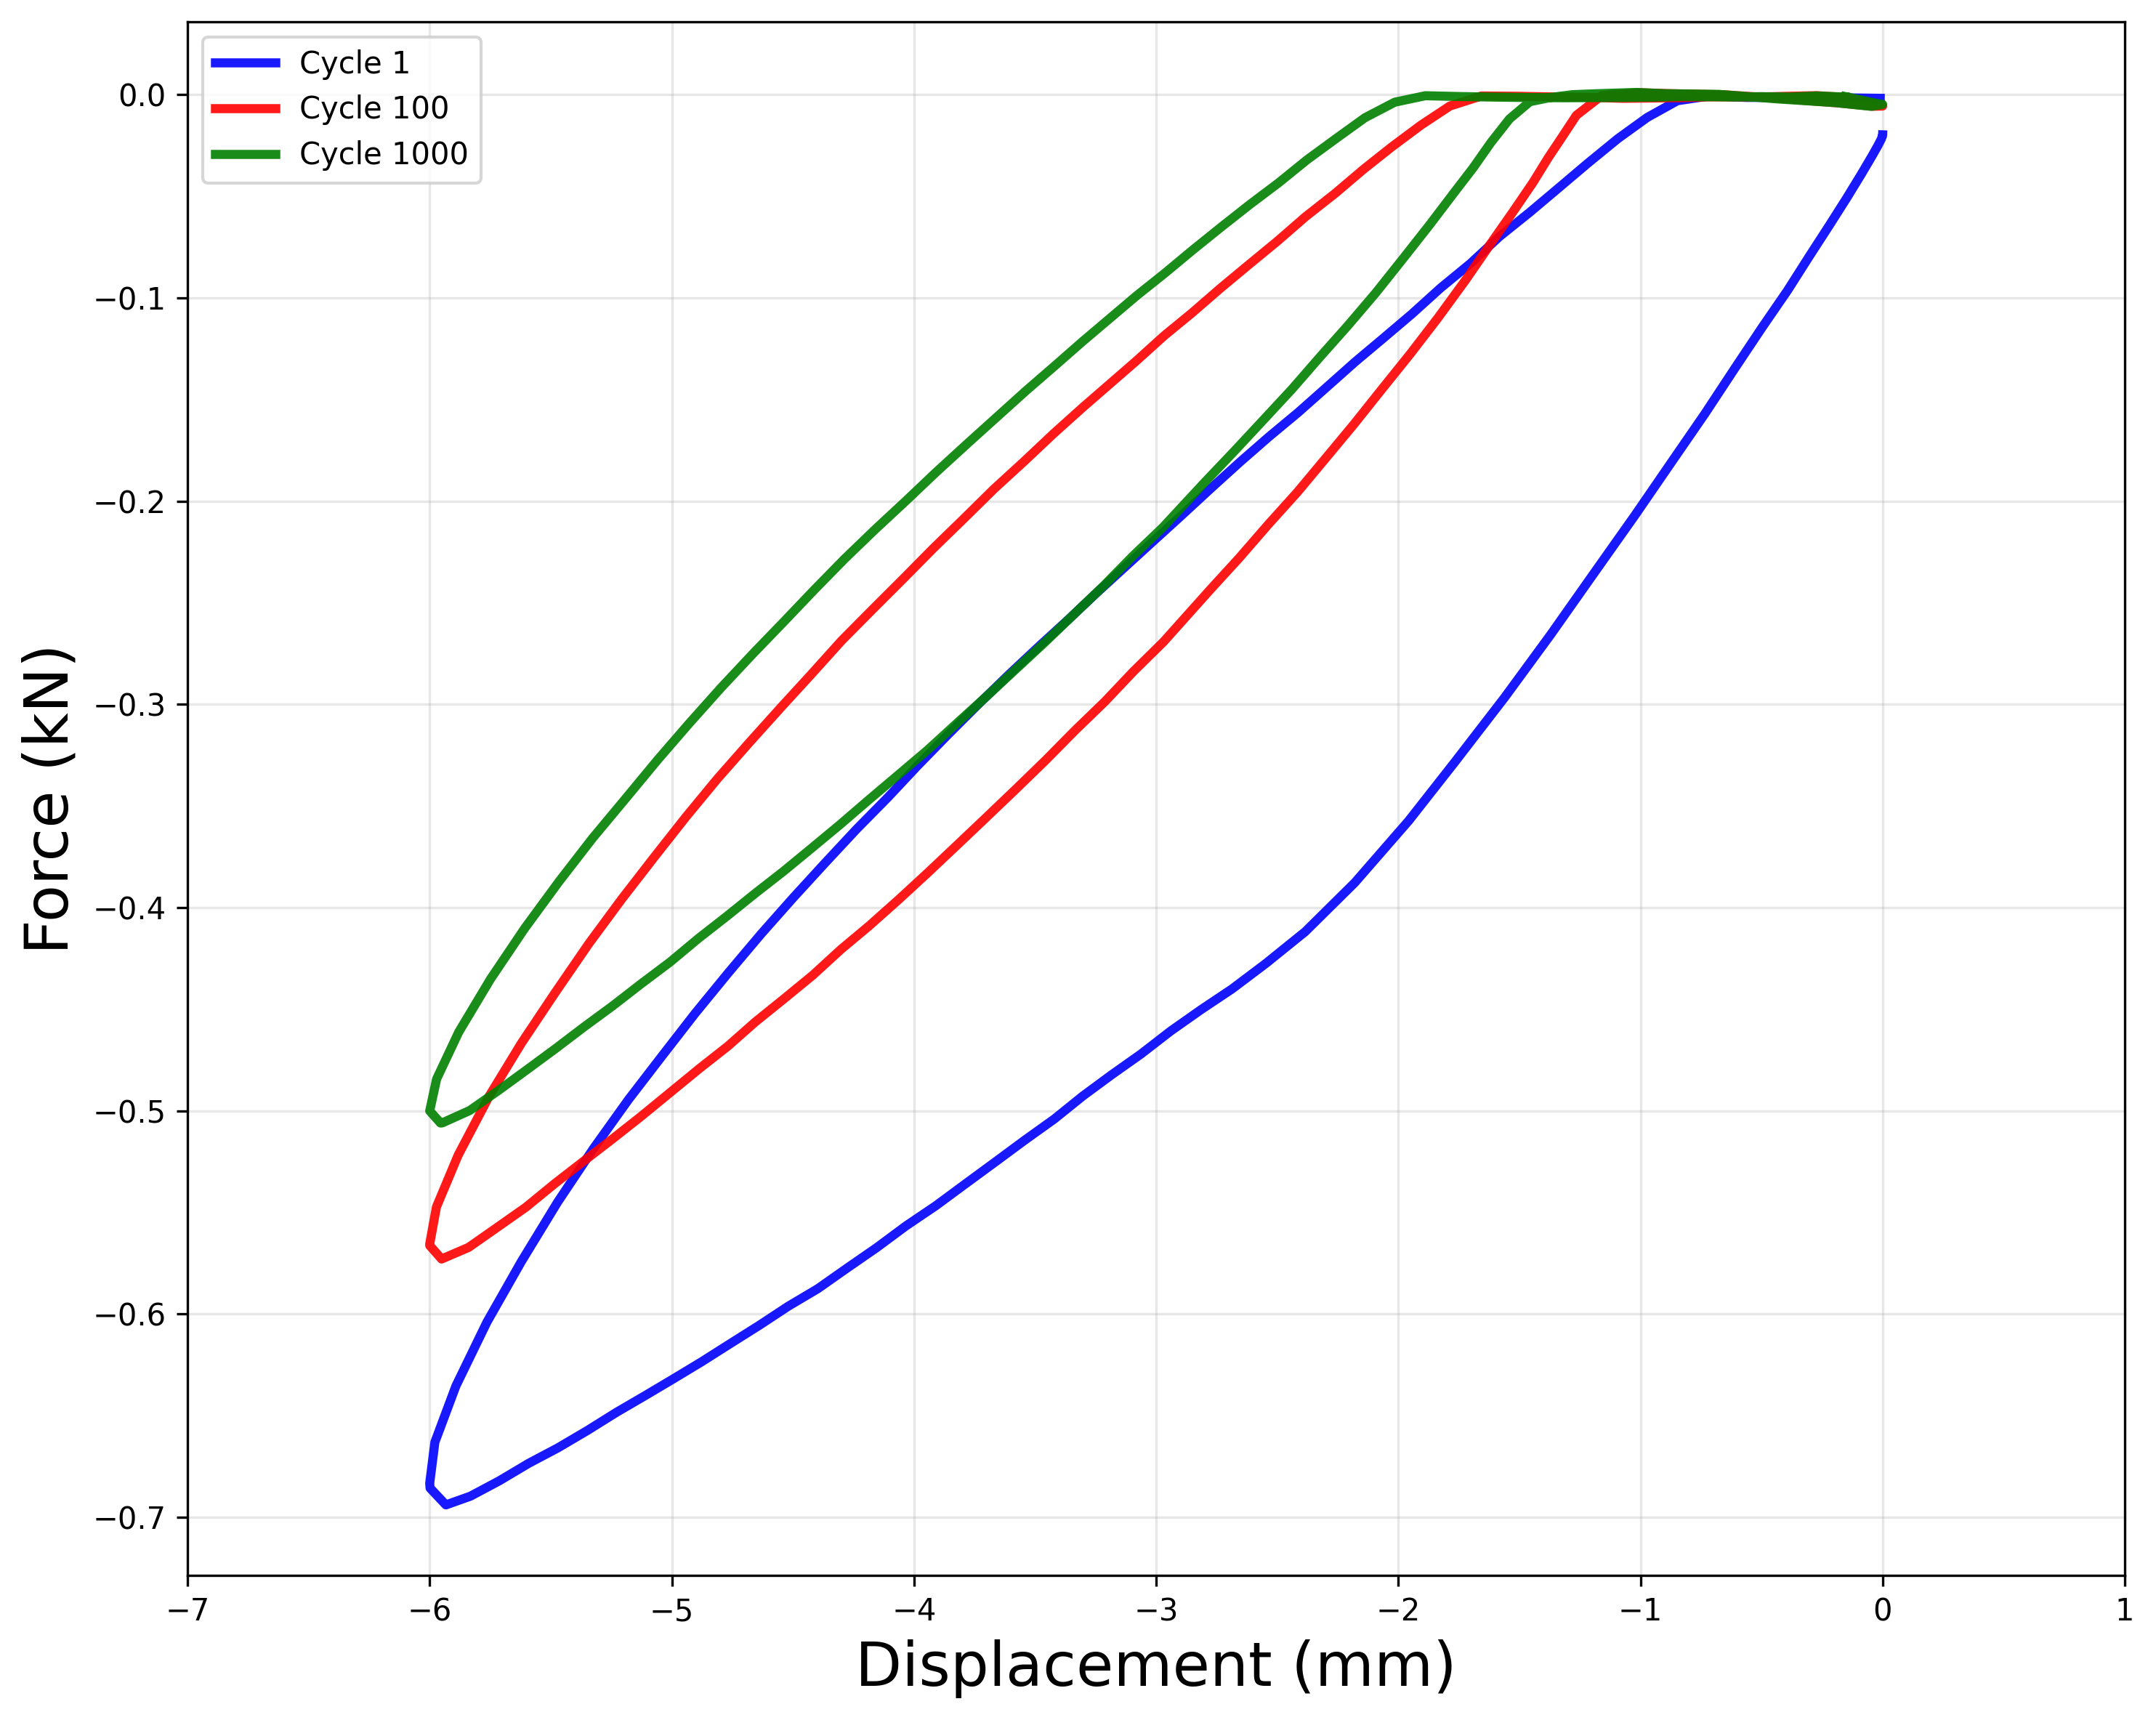 Cycle 1
Cycle 100
Cycle 1000
0.0
−0.1
−0.2
−0.3
−0.4
−0.5
−0.6
−0.7
Force (kN)
−7 −6 −5 −4 −3 −2 −1 0 1
Displacement (mm)